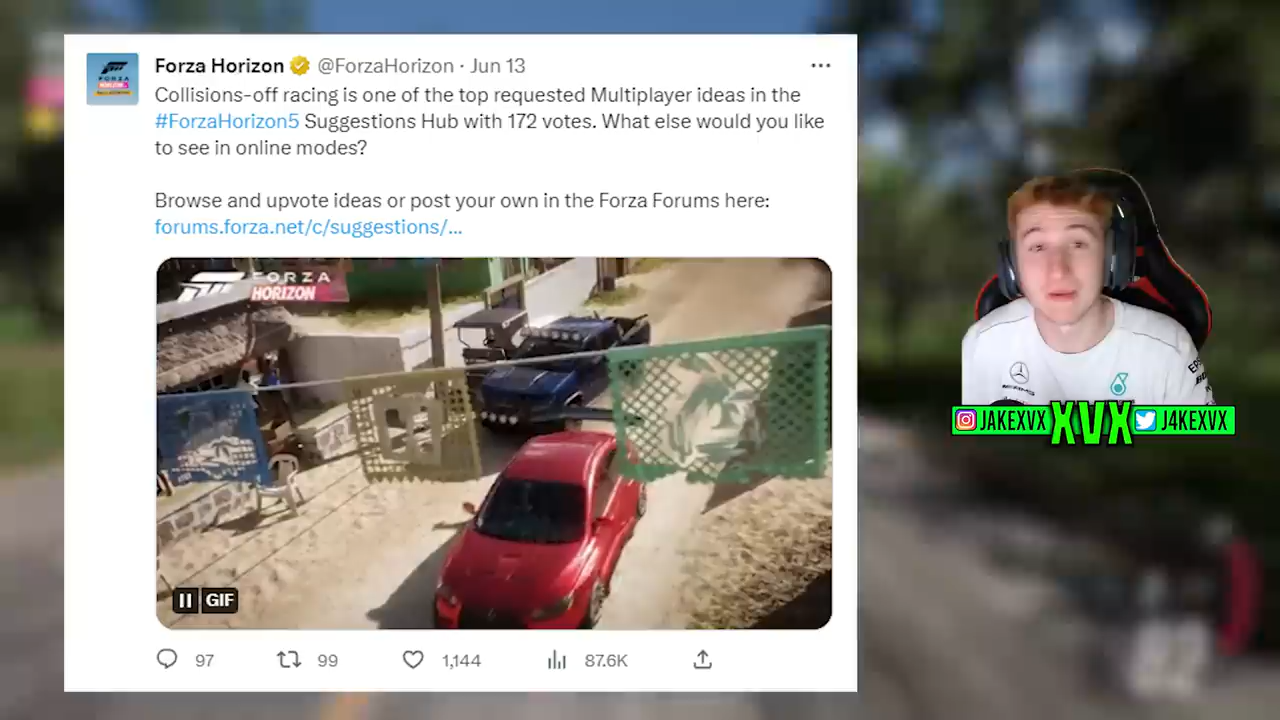 Forza Horizon @ForzaHorizon · Jun 13
Collisions-off racing is one of the top requested Multiplayer ideas in the
#ForzaHorizon5 Suggestions Hub with 172 votes. What else would you like
to see in online modes?
Browse and upvote ideas or post your own in the Forza Forums here:
forums.forza.net/c/suggestions/...
FORZA
HORIZON
GIF
97 99 1,144 87.6K
JAKEXVX XVX J4KEXVX